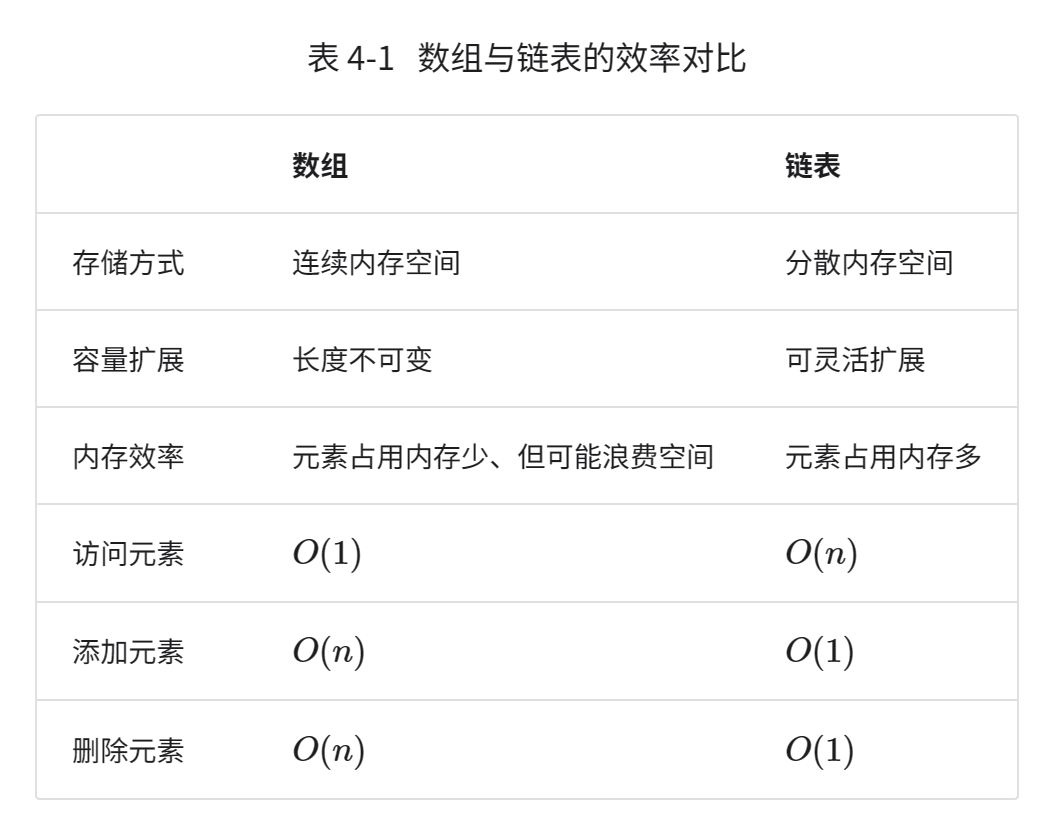 表 4-1 数组与链表的效率对比
数组 链表
存储方式 连续内存空间 分散内存空间
容量扩展 长度不可变 可灵活扩展
内存效率 元素占用内存少、但可能浪费空间 元素占用内存多
访问元素 O(1) O(n)
添加元素 O(n) O(1)
删除元素 O(n) O(1)